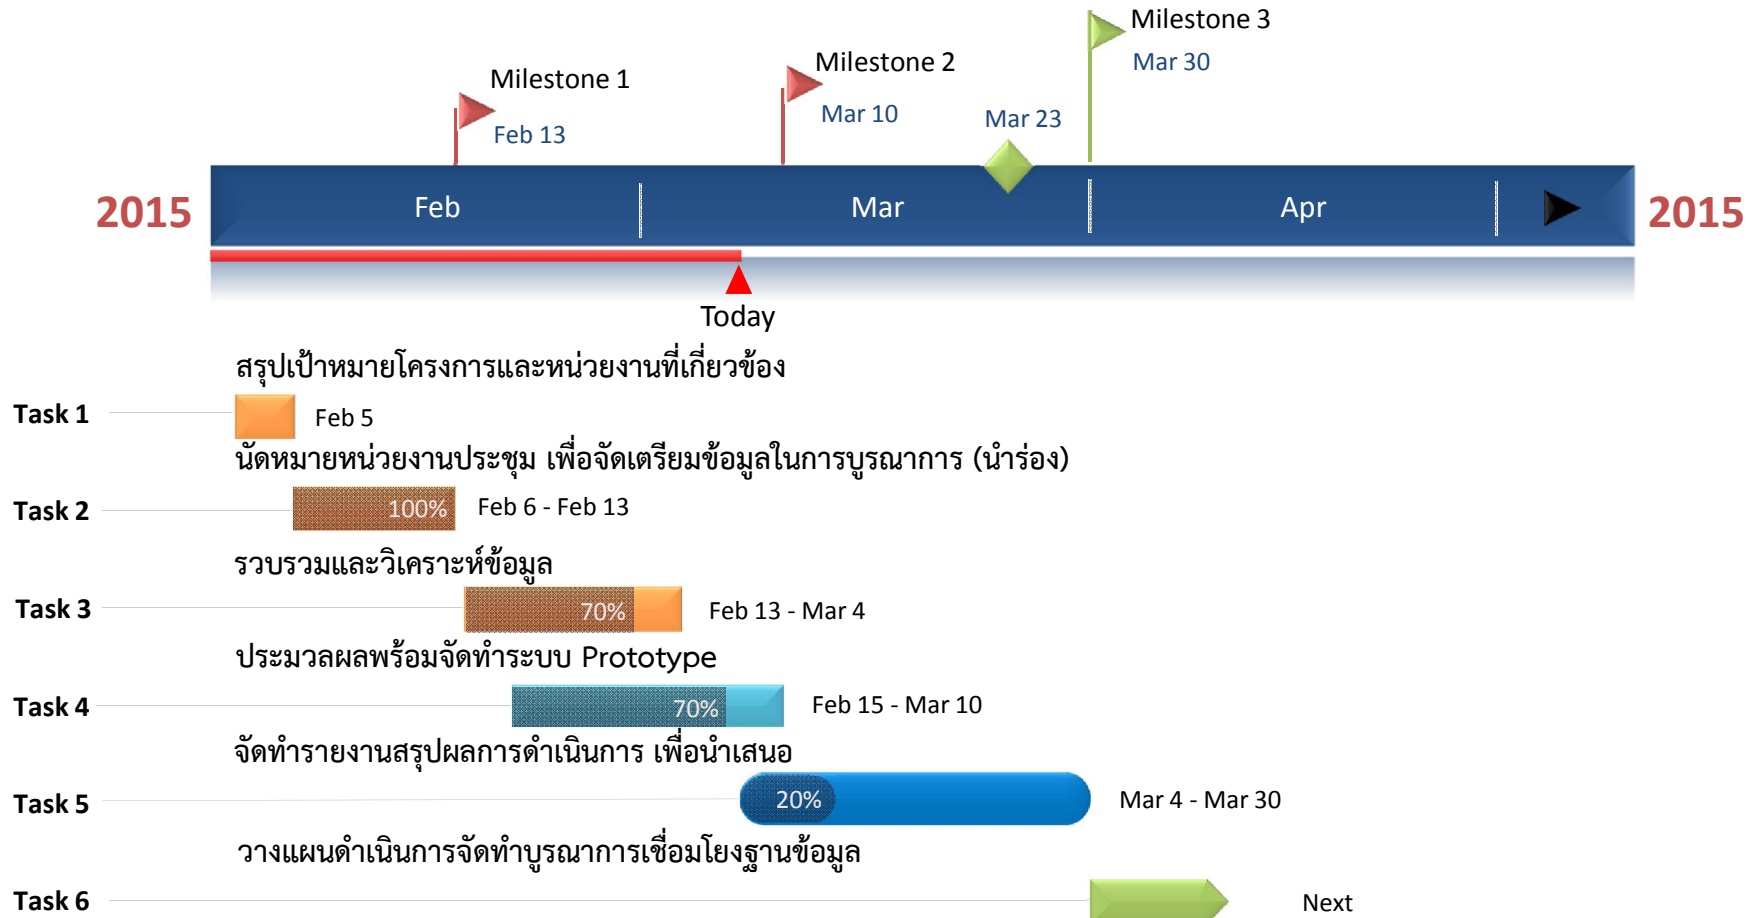 Milestone 3
Mar 30
Milestone 2
Mar 10
Milestone 1
Feb 13
Mar 23
2015 Feb Mar Apr 2015
Today
สรุปเป้าหมายโครงการและหน่วยงานที่เกี่ยวข้อง
Task 1 Feb 5
นัดหมายหน่วยงานประชุม เพื่อจัดเตรียมข้อมูลในการบูรณาการ (นำร่อง)
Task 2 100% Feb 6 - Feb 13
รวบรวมและวิเคราะห์ข้อมูล
Task 3 70% Feb 13 - Mar 4
ประมวลผลพร้อมจัดทำระบบ Prototype
Task 4 70% Feb 15 - Mar 10
จัดทำรายงานสรุปผลการดำเนินการ เพื่อนำเสนอ
Task 5 20% Mar 4 - Mar 30
วางแผนดำเนินการจัดทำบูรณาการเชื่อมโยงฐานข้อมูล
Task 6 Next